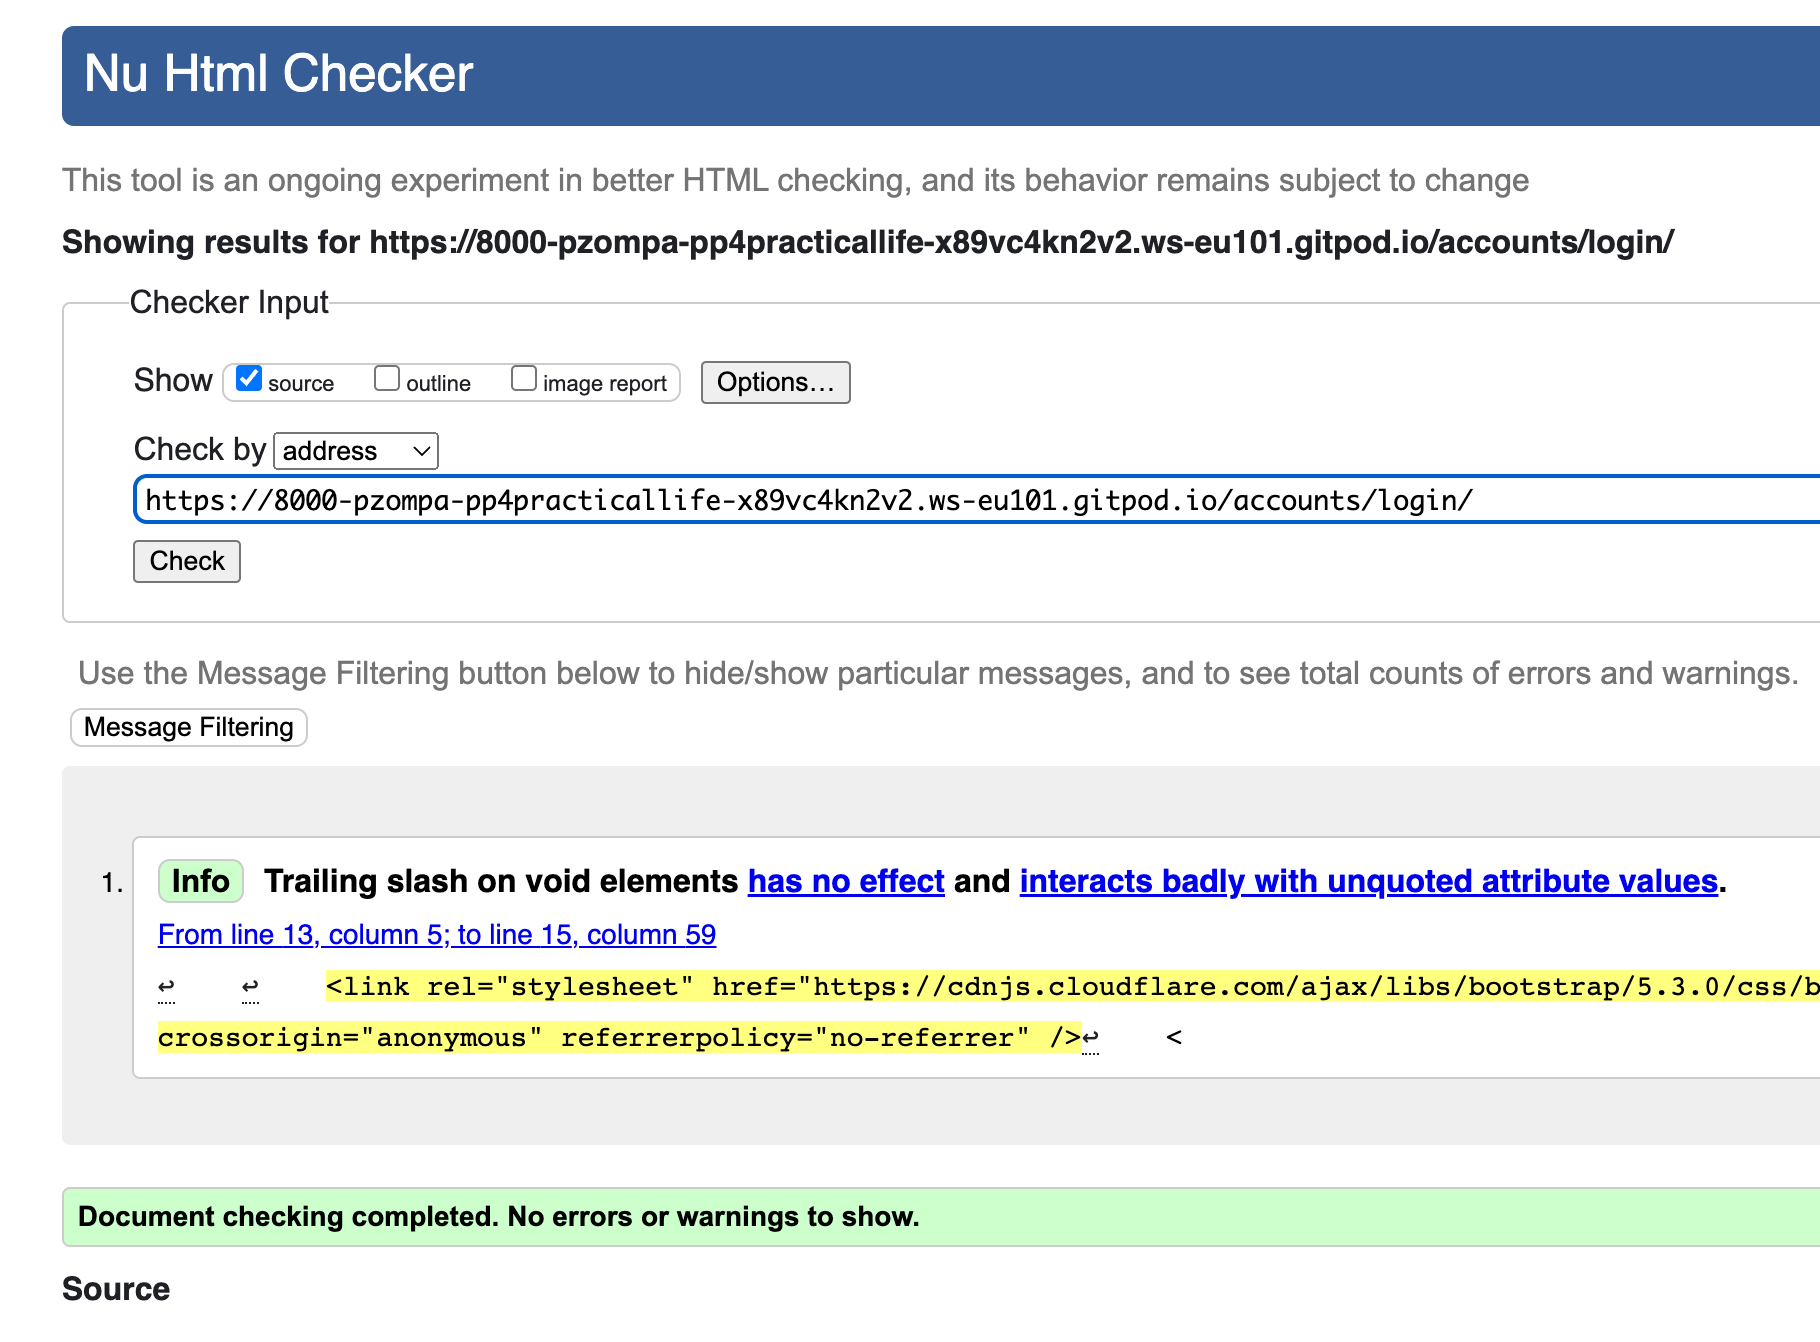 Nu Html Checker
This tool is an ongoing experiment in better HTML checking, and its behavior remains subject to change
Showing results for https://8000-pzompa-pp4practicallife-x89vc4kn2v2.ws-eu101.gitpod.io/accounts/login/
Checker Input
Show source outline image report Options…
Check by address
https://8000-pzompa-pp4practicallife-x89vc4kn2v2.ws-eu101.gitpod.io/accounts/login/
Check
Use the Message Filtering button below to hide/show particular messages, and to see total counts of errors and warnings.
Message Filtering
1. Info Trailing slash on void elements has no effect and interacts badly with unquoted attribute values.
From line 13, column 5; to line 15, column 59
↩ ↩ <link rel="stylesheet" href="https://cdnjs.cloudflare.com/ajax/libs/bootstrap/5.3.0/css/b
crossorigin="anonymous" referrerpolicy="no-referrer" />↩ <
Document checking completed. No errors or warnings to show.
Source